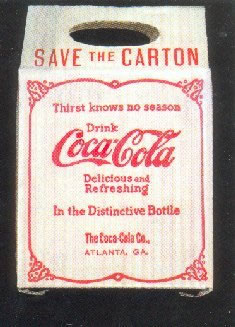 SAVE THE CARTON
Thirst knows no season
Drink
Coca-Cola
Delicious and
Refreshing
In the Distinctive Bottle
The Coca-Cola Co.,
ATLANTA, GA.